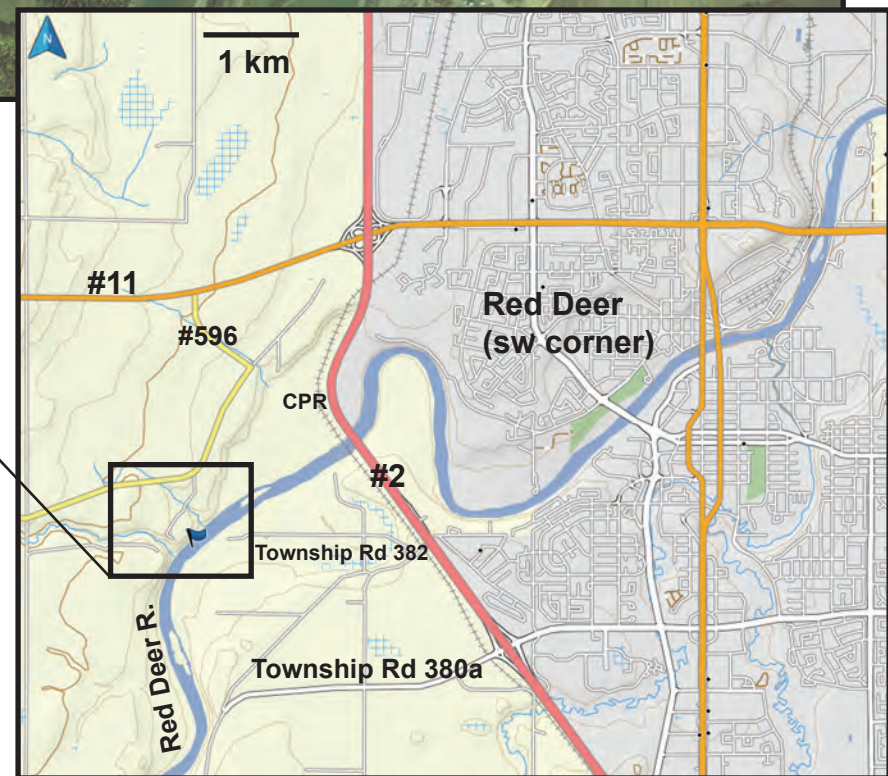 N
1 km
#11
#596
Red Deer
(sw corner)
CPR
#2
Township Rd 382
Red Deer R.
Township Rd 380a